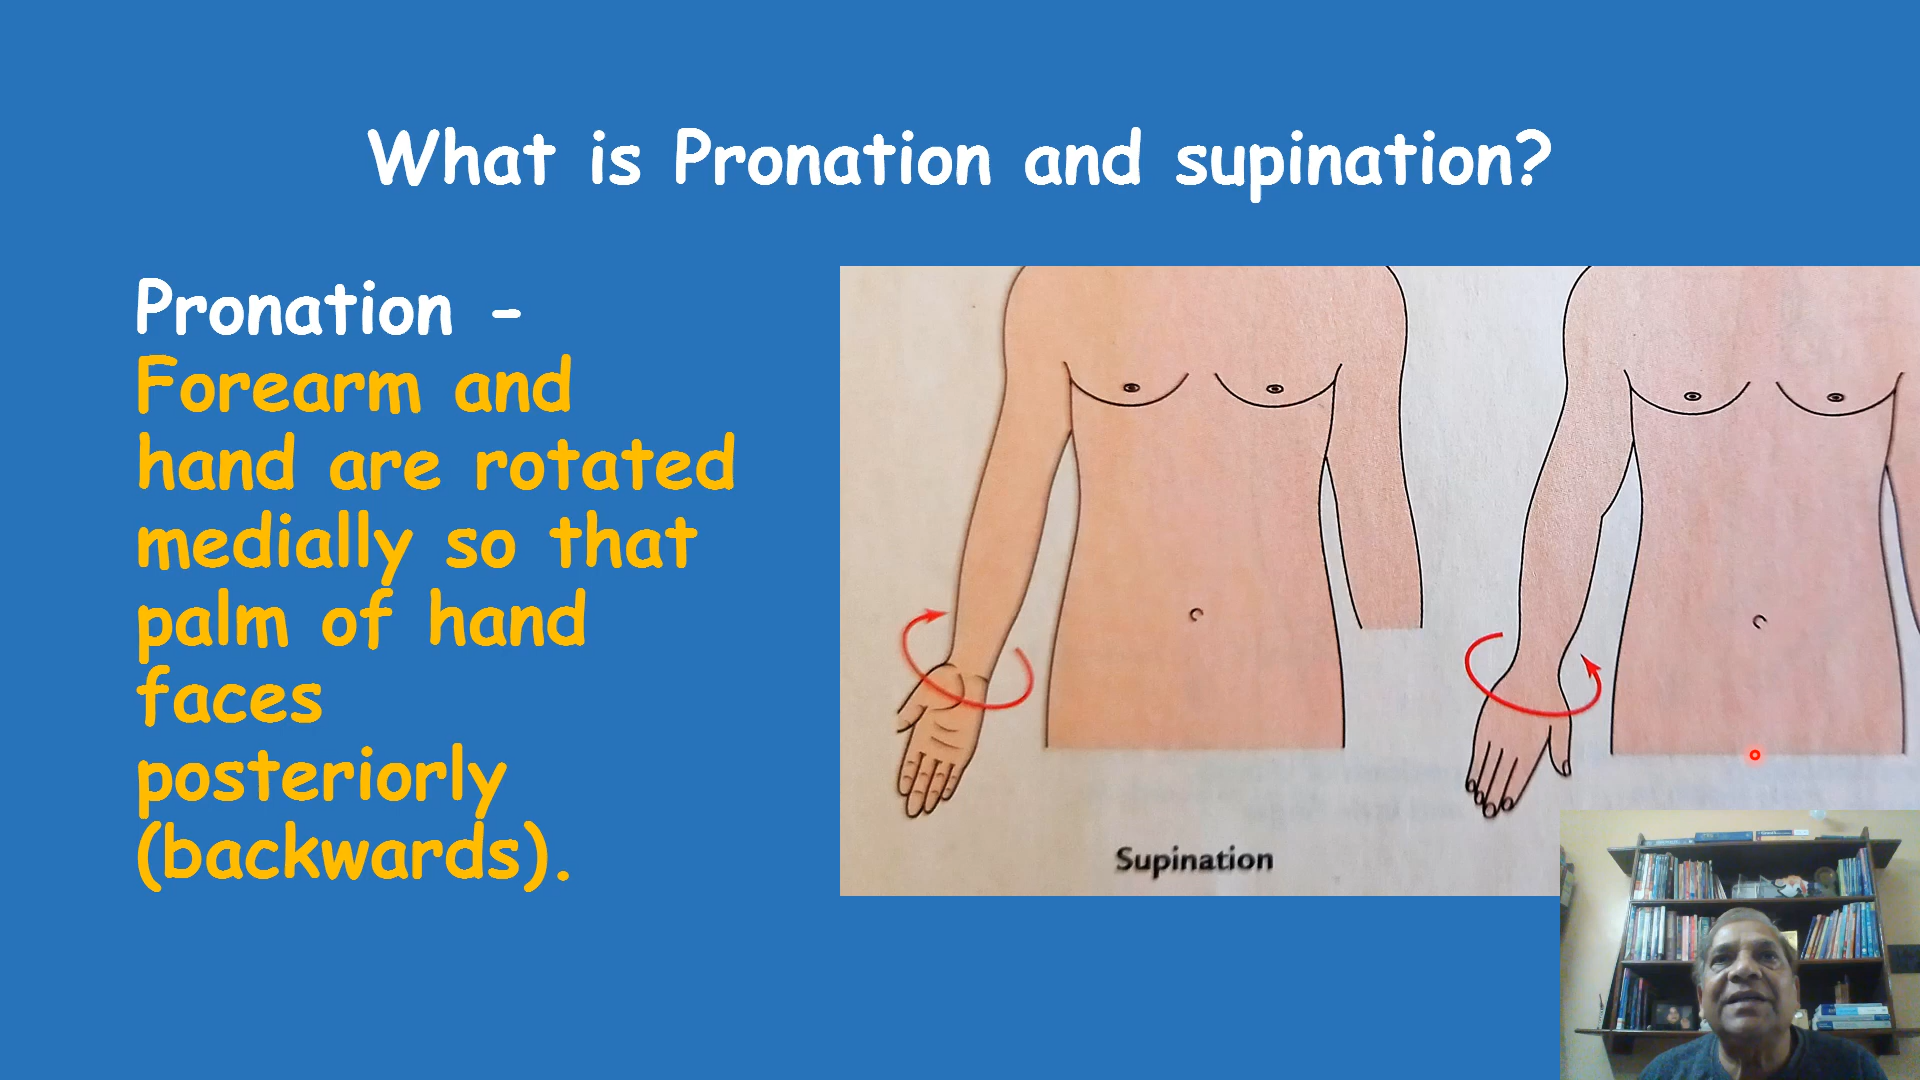 What is Pronation and supination?
Pronation -
Forearm and
hand are rotated
medially so that
palm of hand
faces
posteriorly
(backwards).
Supination